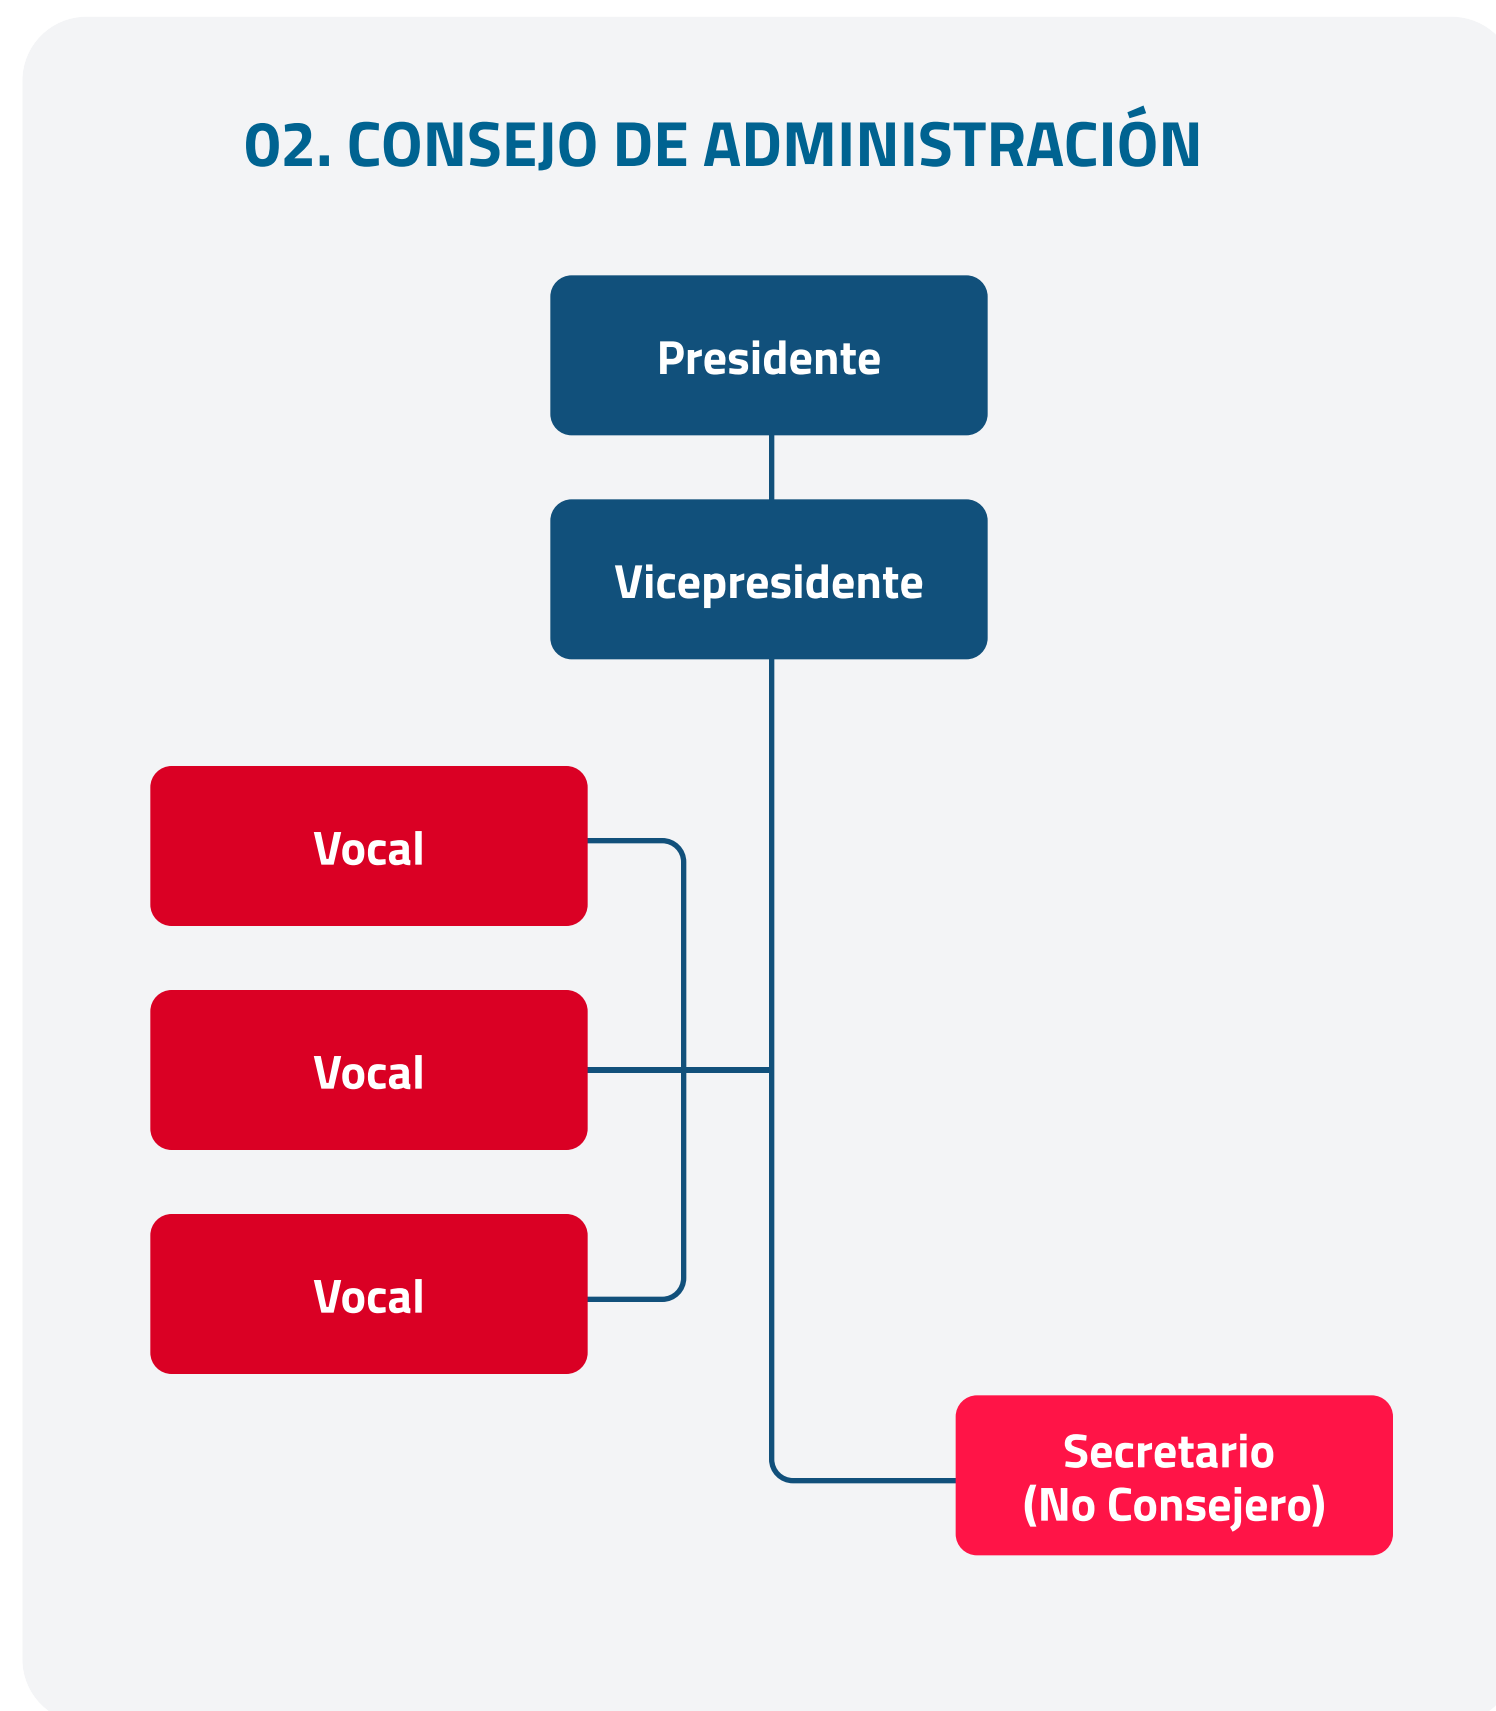 02. CONSEJO DE ADMINISTRACIÓN
Presidente
Vicepresidente
Vocal
Vocal
Vocal
Secretario
(No Consejero)